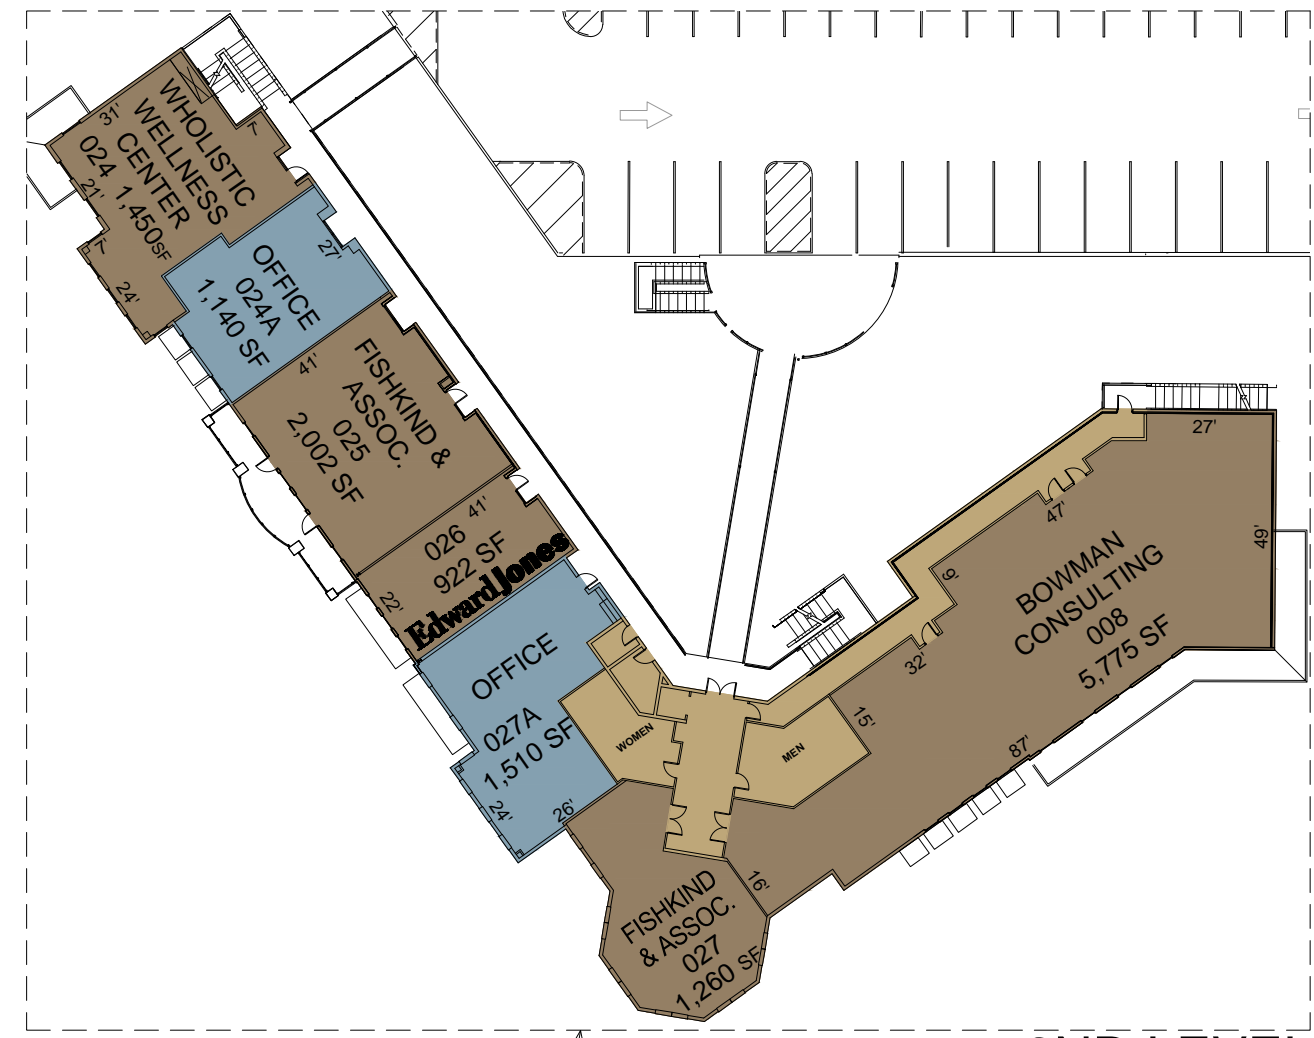 31'
7'
WHOLISTIC
WELLNESS
CENTER
024 1,450SF
21'
7'
24'
OFFICE
024A
1,140 SF
27'
41'
FISHKIND &
ASSOC.
025
2,002 SF
41'
026
922 SF
EdwardJones
22'
OFFICE
027A
1,510 SF
24'
26'
WOMEN
MEN
27'
47'
49'
9'
BOWMAN
CONSULTING
008
5,775 SF
32'
15'
87'
16'
FISHKIND
& ASSOC.
027
1,260 SF